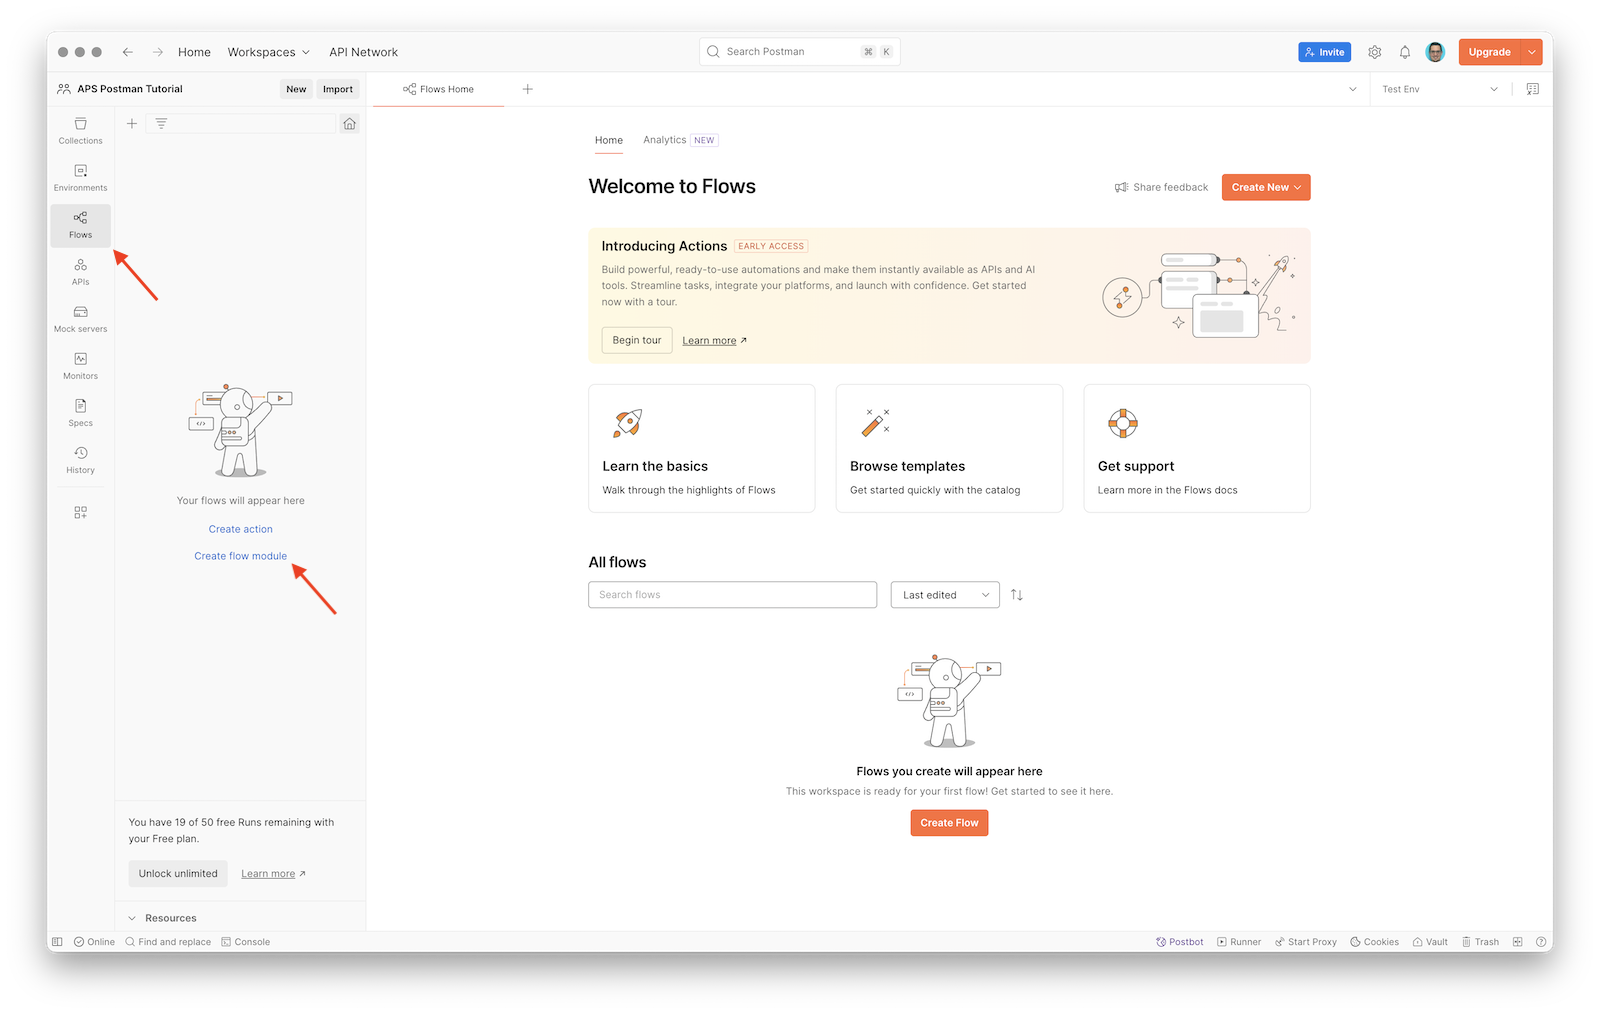 Home
Workspaces
API Network
Search Postman
⌘
K
Invite
Upgrade
APS Postman Tutorial
New
Import
Flows Home
Test Env
Collections
Environments
Flows
APIs
Mock servers
Monitors
Specs
History
Your flows will appear here
Create action
Create flow module
You have 19 of 50 free Runs remaining with
your Free plan.
Unlock unlimited
Learn more ↗
Resources
Home
Analytics
NEW
Welcome to Flows
Share feedback
Create New
Introducing Actions
EARLY ACCESS
Build powerful, ready-to-use automations and make them instantly available as APIs and AI
tools. Streamline tasks, integrate your platforms, and launch with confidence. Get started
now with a tour.
Begin tour
Learn more ↗
Learn the basics
Walk through the highlights of Flows
Browse templates
Get started quickly with the catalog
Get support
Learn more in the Flows docs
All flows
Search flows
Last edited
Flows you create will appear here
This workspace is ready for your first flow! Get started to see it here.
Create Flow
Online
Find and replace
Console
Postbot
Runner
Start Proxy
Cookies
Vault
Trash